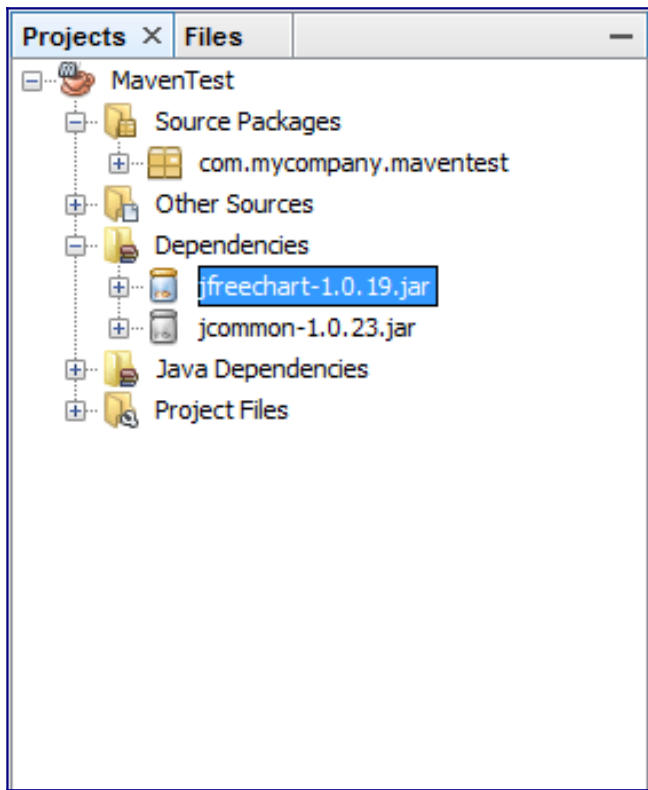 Projects Files
MavenTest
Source Packages
com.mycompany.maventest
Other Sources
Dependencies
jfreechart-1.0.19.jar
jcommon-1.0.23.jar
Java Dependencies
Project Files